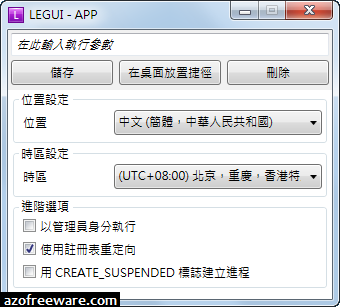 LEGUI - APP
在此輸入執行參數
儲存
在桌面放置捷徑
刪除
位置設定
位置
中文 (簡體，中華人民共和國)
時區設定
時區
(UTC+08:00) 北京，重慶，香港特
進階選項
以管理員身分執行
使用註冊表重定向
用 CREATE_SUSPENDED 標誌建立進程
azofreeware.com